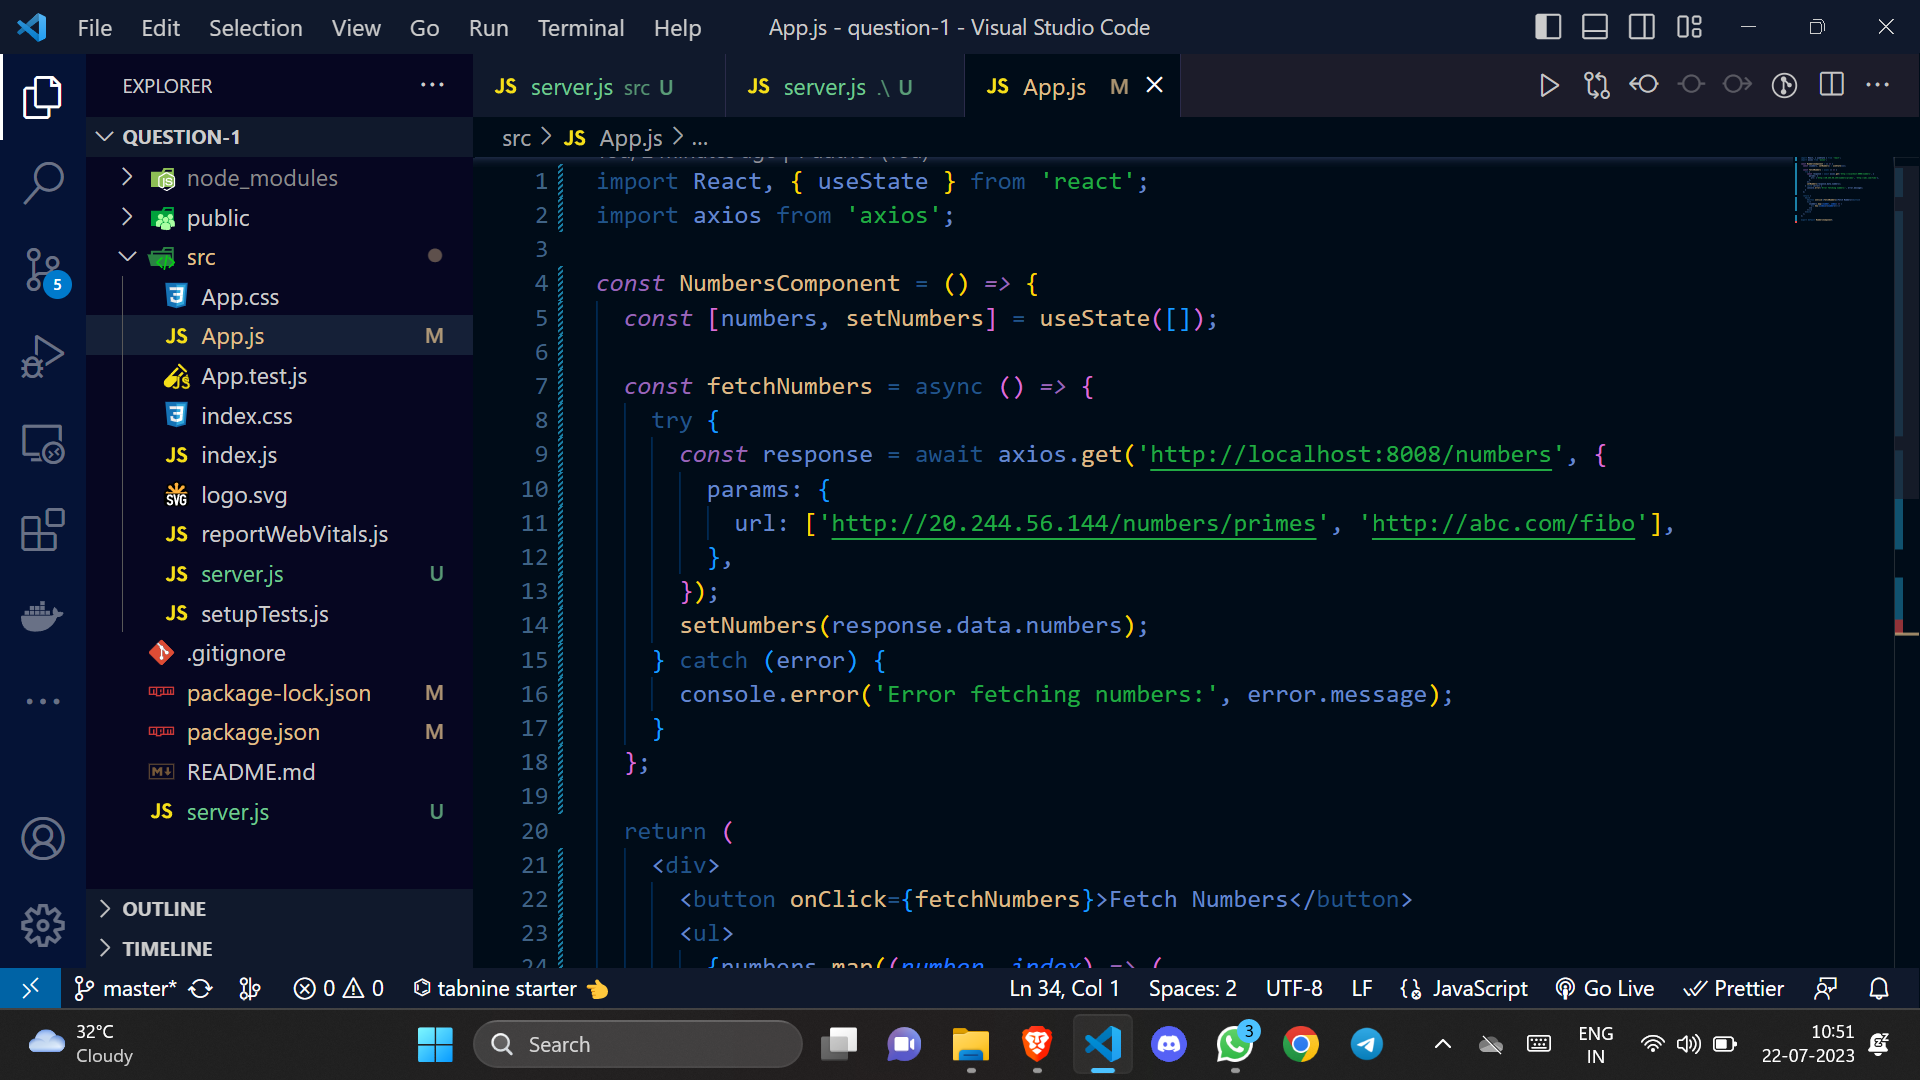 File Edit Selection View Go Run Terminal Help
App.js - question-1 - Visual Studio Code
EXPLORER
JS server.js src U
JS server.js .\ U
JS App.js M
QUESTION-1
node_modules
public
src
App.css
JS App.js M
App.test.js
index.css
JS index.js
SVG logo.svg
JS reportWebVitals.js
JS server.js U
JS setupTests.js
.gitignore
package-lock.json M
package.json M
README.md
JS server.js U
OUTLINE
TIMELINE
5
src > JS App.js > ...
1 import React, { useState } from 'react';
2 import axios from 'axios';
3
4 const NumbersComponent = () => {
5 const [numbers, setNumbers] = useState([]);
6
7 const fetchNumbers = async () => {
8 try {
9 const response = await axios.get('http://localhost:8008/numbers', {
10 params: {
11 url: ['http://20.244.56.144/numbers/primes', 'http://abc.com/fibo'],
12 },
13 });
14 setNumbers(response.data.numbers);
15 } catch (error) {
16 console.error('Error fetching numbers:', error.message);
17 }
18 };
19
20 return (
21 <div>
22 <button onClick={fetchNumbers}>Fetch Numbers</button>
23 <ul>
24 {numbers.map((number, index) => (
master* 0 0 tabnine starter
Ln 34, Col 1 Spaces: 2 UTF-8 LF JavaScript Go Live Prettier
32°C
Cloudy
Search
3
ENG
IN
10:51
22-07-2023